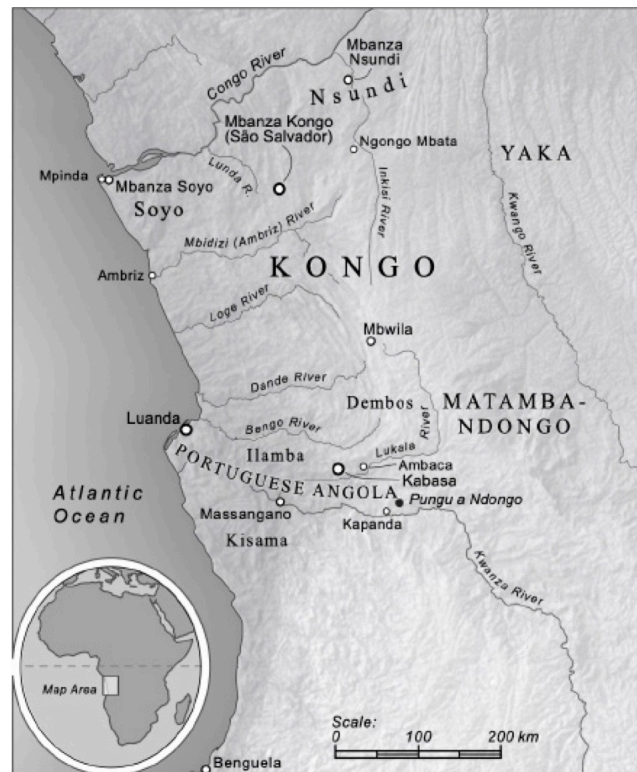 Mbanza
Nsundi
Congo River
Nsundi
Mbanza Kongo
(São Salvador)
Ngongo Mbata
YAKA
Lunda R.
Mpinda
Mbanza Soyo
Soyo
Inkisi River
Kwango River
Mbidizi (Ambriz) River
KONGO
Ambriz
Loge River
Mbwila
Dande River
Dembos
MATAMBA-
NDONGO
Luanda
Bengo River
Lukala
River
Ilamba
Ambaca
Kabasa
PORTUGUESE ANGOLA
Pungu a Ndongo
Atlantic
Ocean
Massangano
Kapanda
Kisama
Kwanza River
Map Area
Scale:
0 100 200 km
Benguela